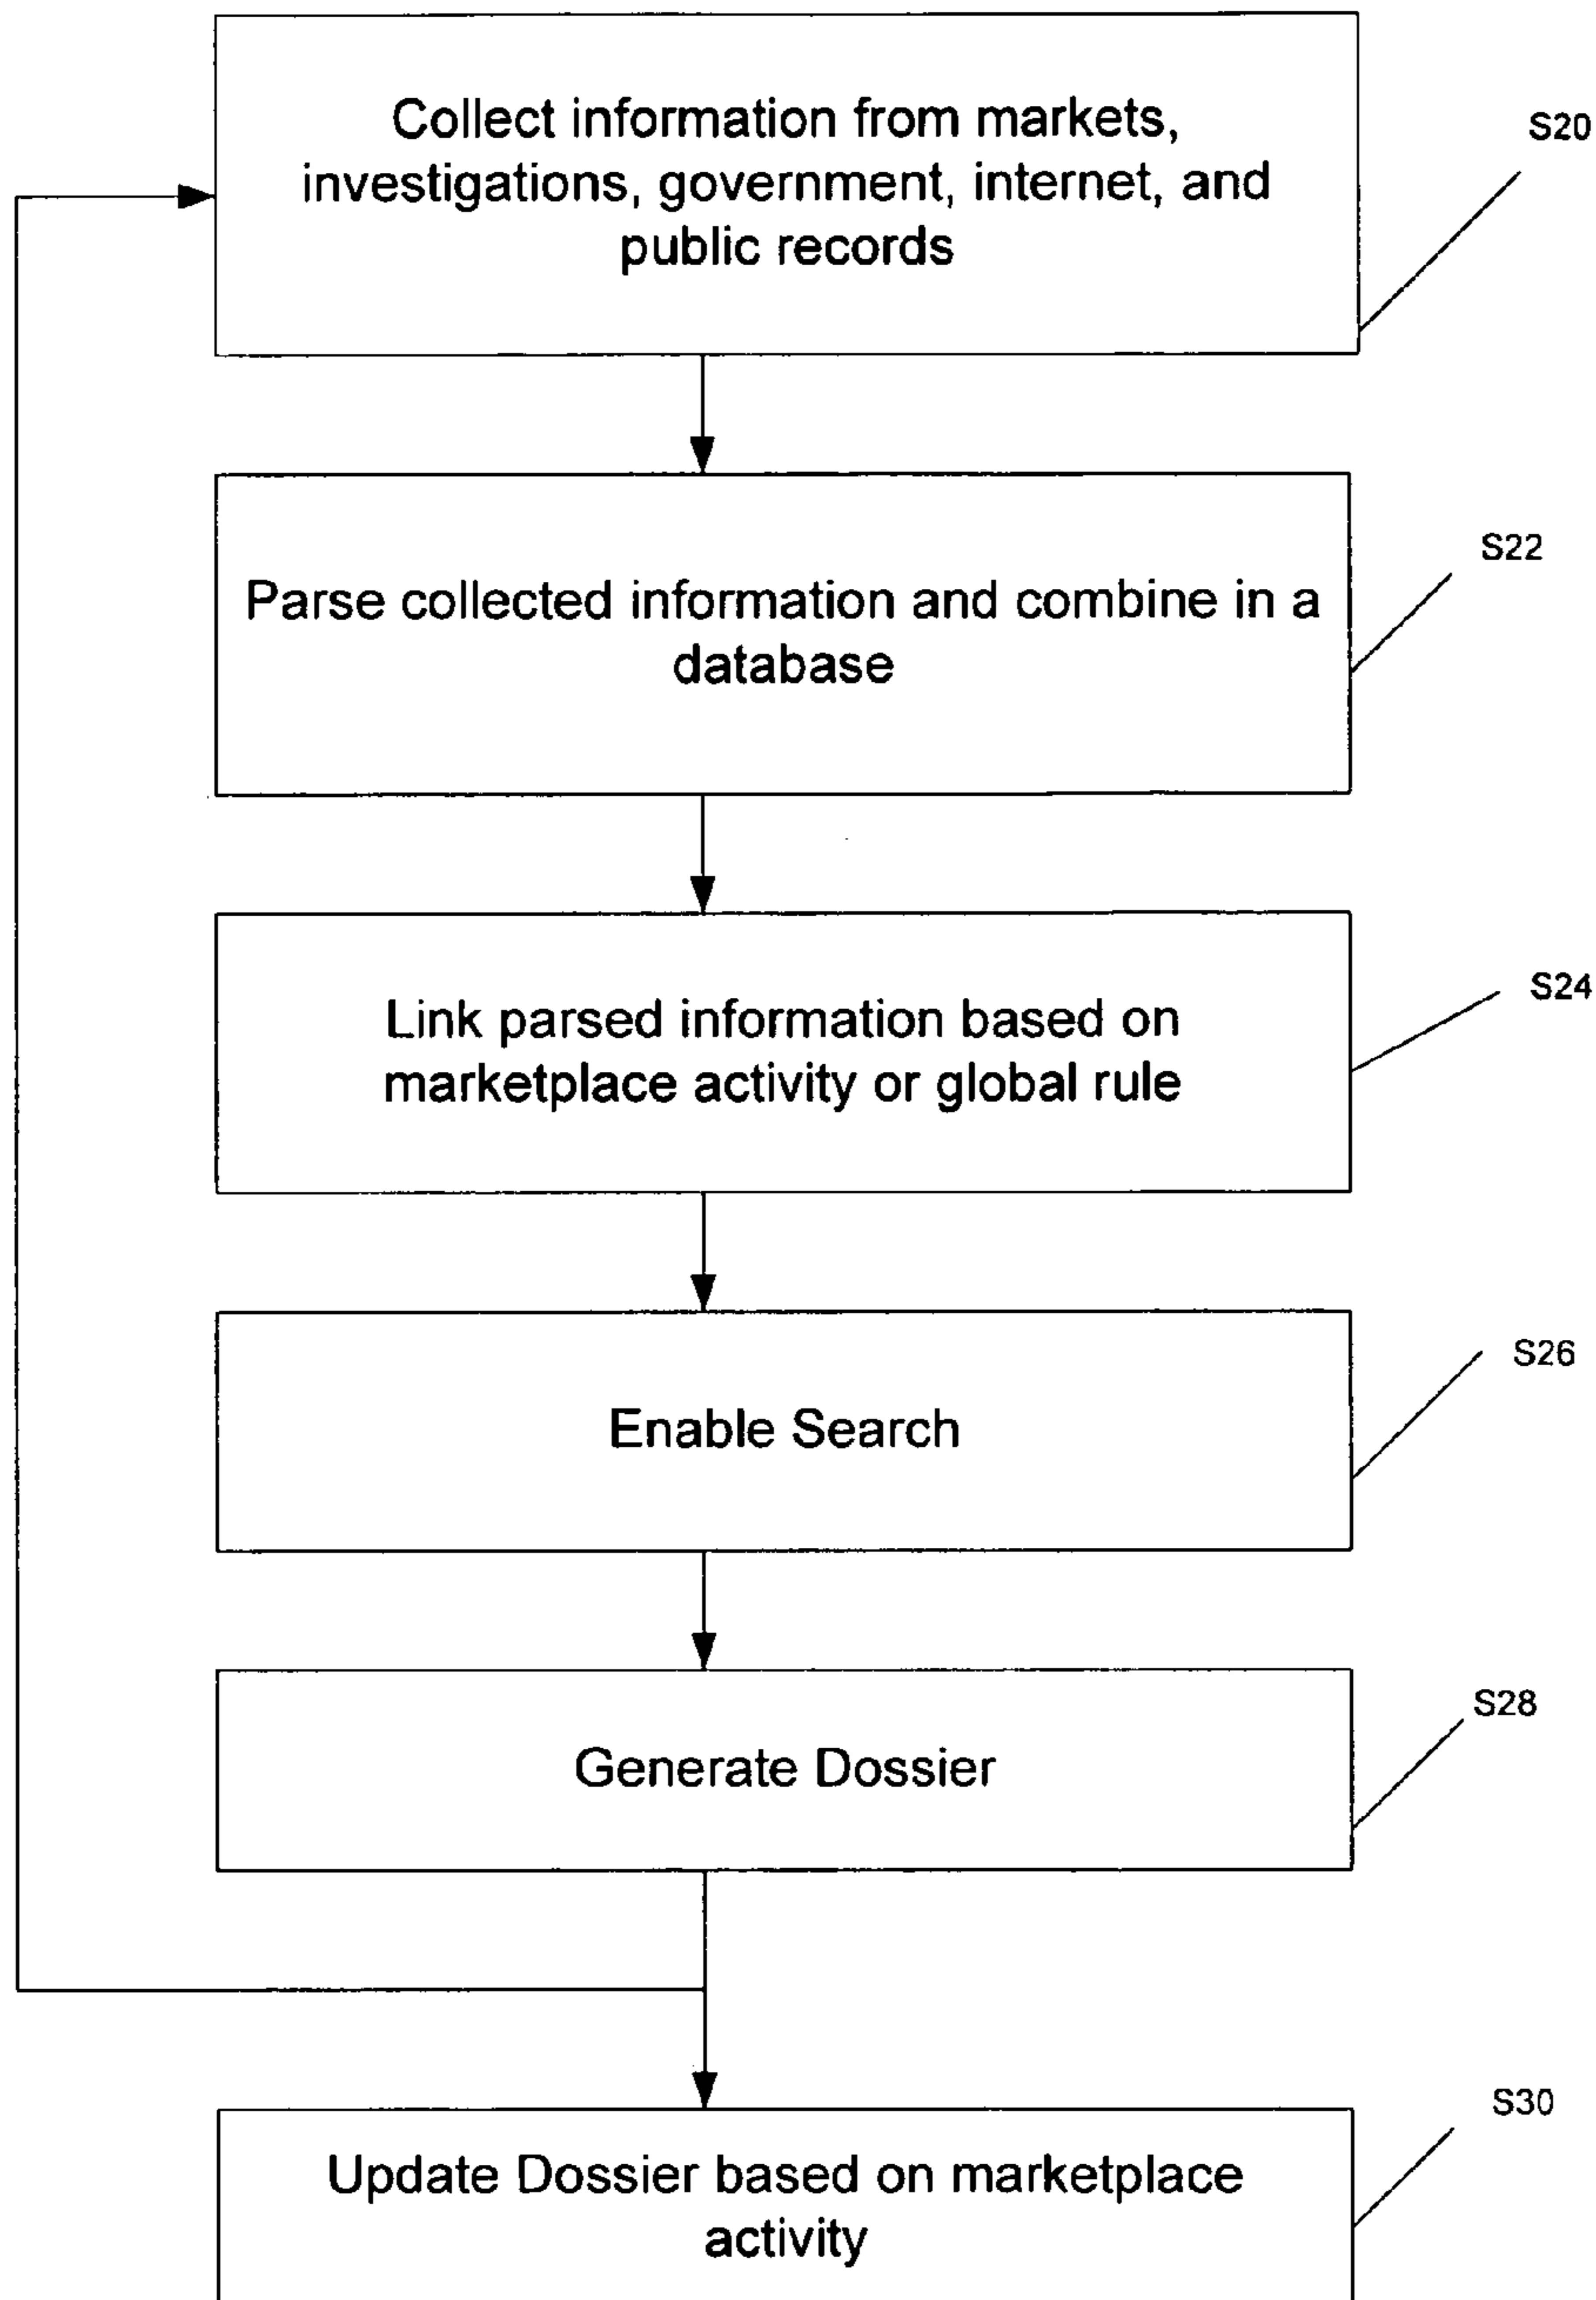 Collect information from markets,
investigations, government, internet, and
public records
S20
Parse collected information and combine in a
database
S22
Link parsed information based on
marketplace activity or global rule
S24
Enable Search
S26
Generate Dossier
S28
Update Dossier based on marketplace
activity
S30